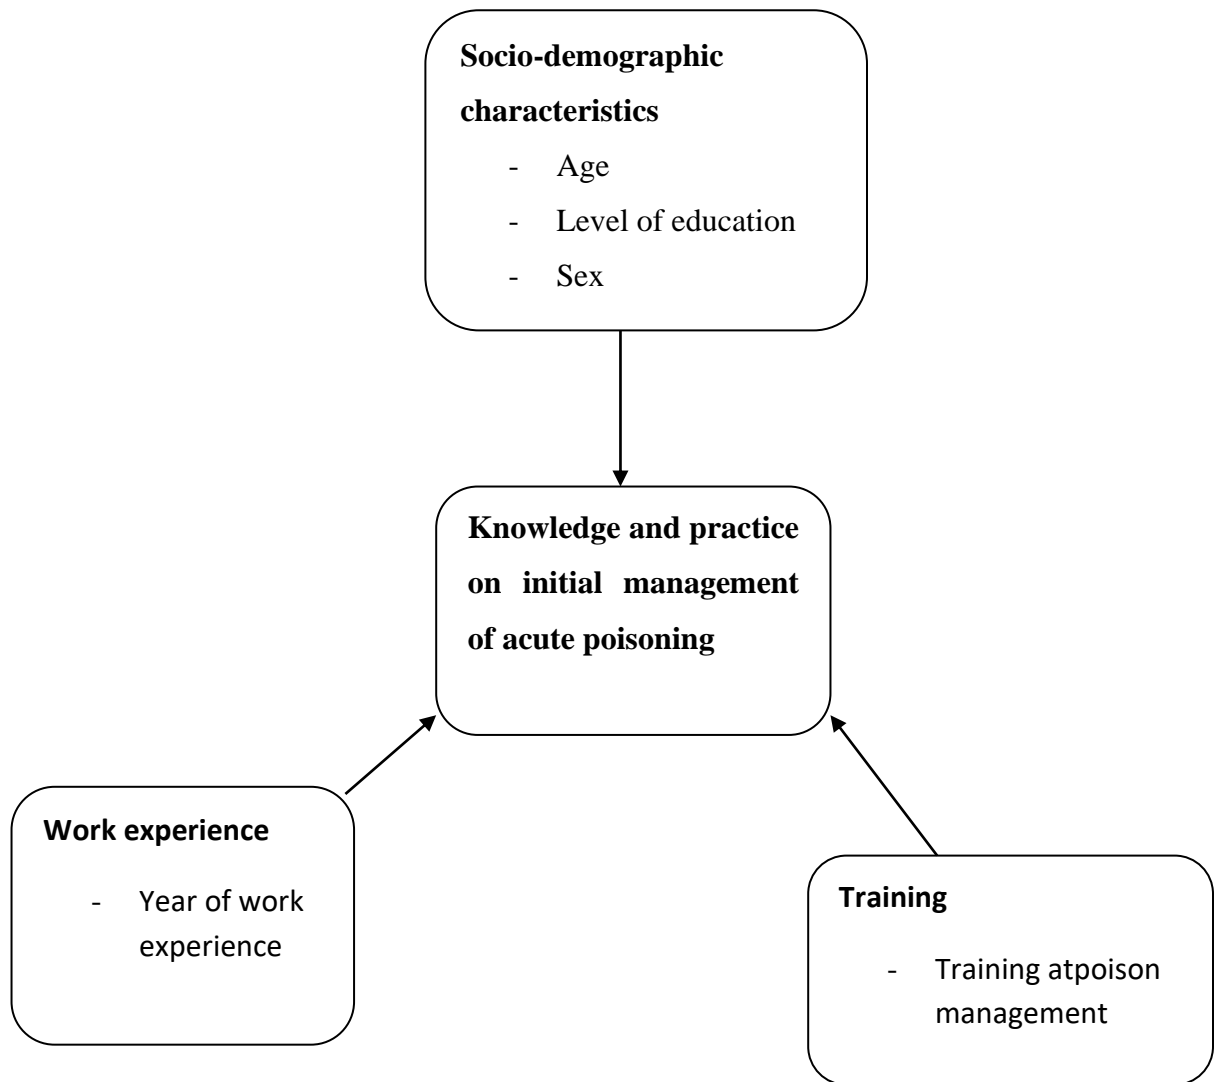 Socio-demographic
characteristics
- Age
- Level of education
- Sex
Knowledge and practice
on initial management
of acute poisoning
Work experience
- Year of work
experience
Training
- Training atpoison
management